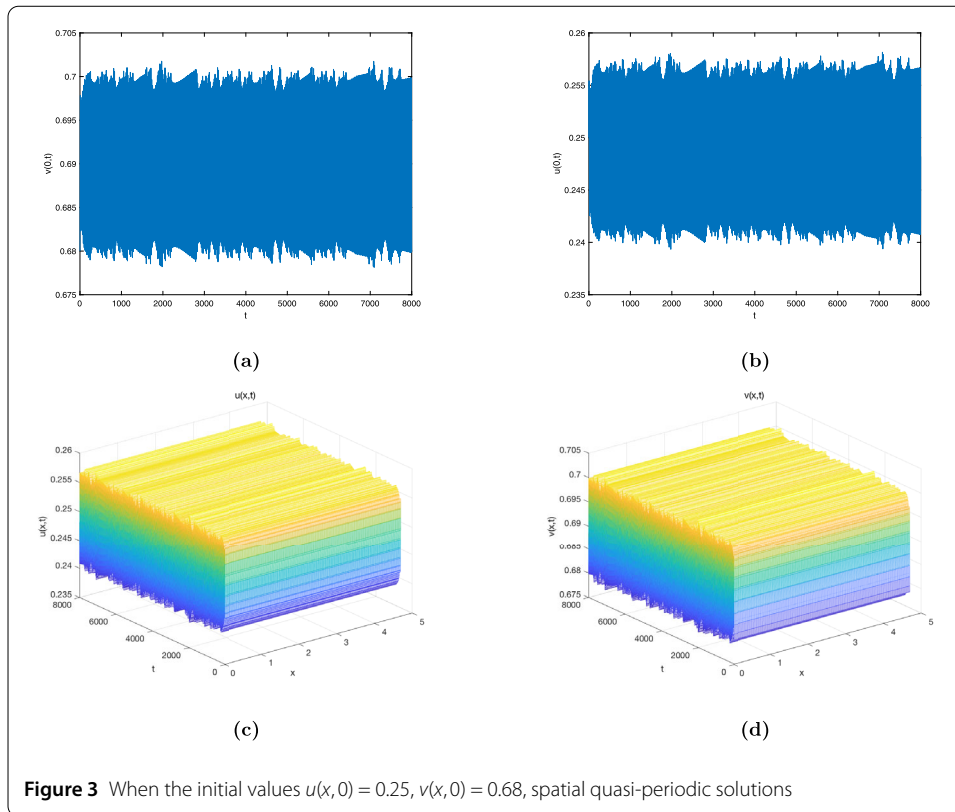 0.705
0.7
0.695
0.69
0.685
0.68
0.675
v(0,t)
0 1000 2000 3000 4000 5000 6000 7000 8000
t
(a)
0.26
0.255
0.25
0.245
0.24
0.235
u(0,t)
0 1000 2000 3000 4000 5000 6000 7000 8000
t
(b)
u(x,t)
0.26
0.255
0.25
0.245
0.24
0.235
u(x,t)
8000
6000
4000
2000
0
t
0
1
2
3
4
5
x
(c)
v(x,t)
0.705
0.7
0.695
0.69
0.685
0.68
0.675
v(x,t)
8000
6000
4000
2000
0
t
0
1
2
3
4
5
x
(d)
Figure 3 When the initial values u(x, 0) = 0.25, v(x, 0) = 0.68, spatial quasi-periodic solutions